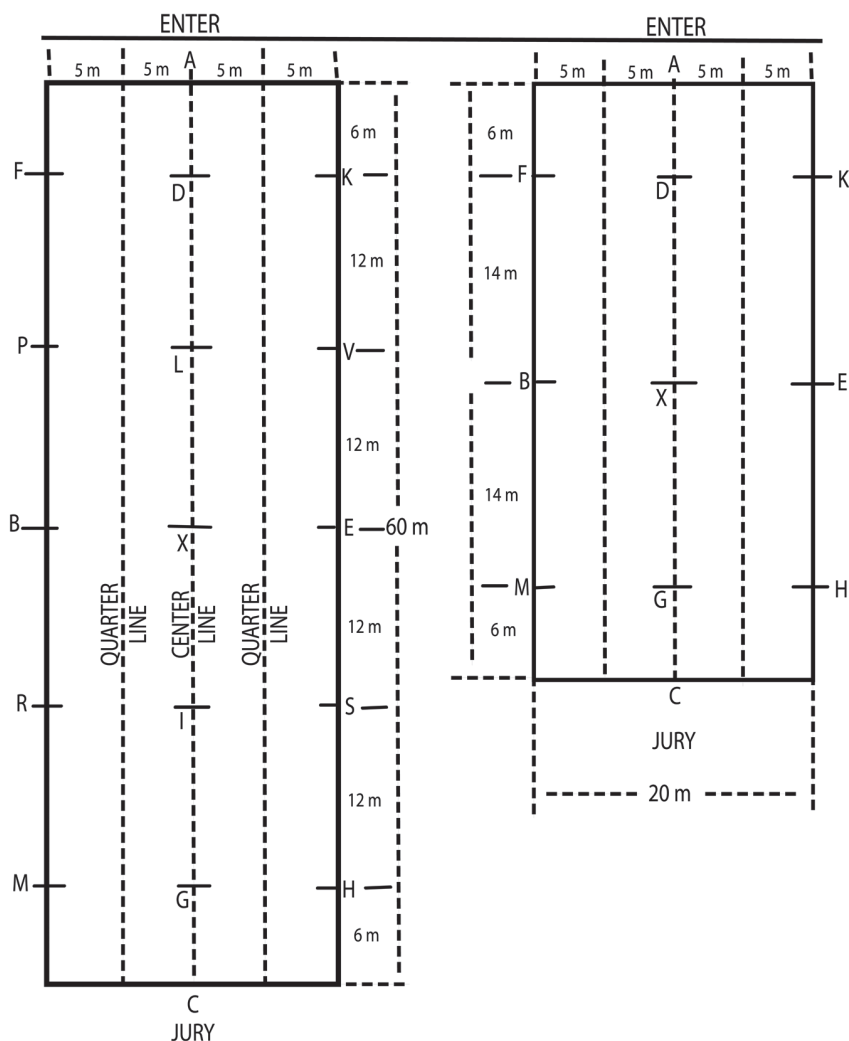 ENTER
5 m 5 m A 5 m 5 m
6 m
F D K
12 m
P L V
12 m
B X E 60 m
QUARTER LINE
CENTER LINE
QUARTER LINE
12 m
R I S
12 m
M G H
6 m
C
JURY
ENTER
5 m 5 m A 5 m 5 m
6 m
F D K
14 m
B X E
14 m
M G H
6 m
C
JURY
20 m